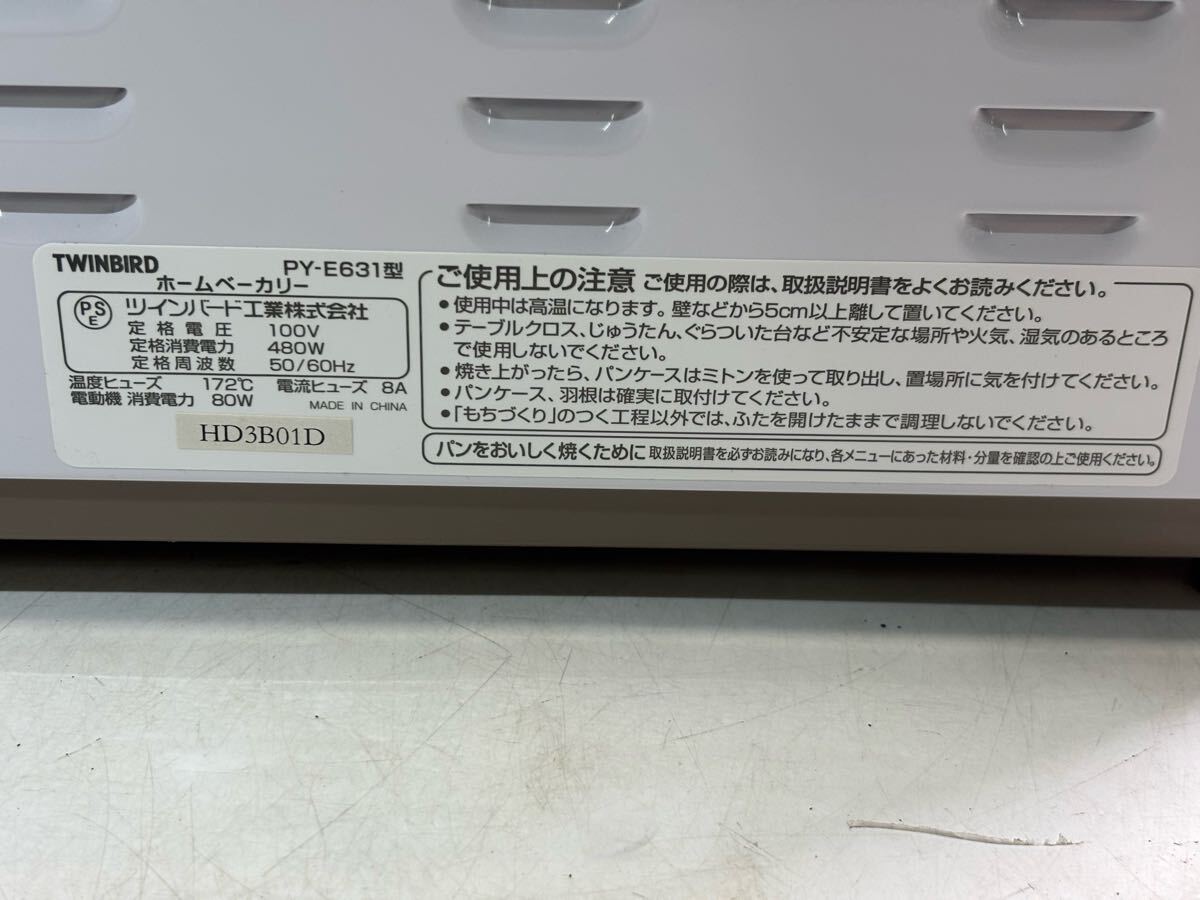 TWINBIRD PY-E631型
ホームベーカリー
PS
E
ツインバード工業株式会社
定格電圧 100V
定格消費電力 480W
定格周波数 50/60Hz
温度ヒューズ 172℃ 電流ヒューズ 8A
電動機 消費電力 80W MADE IN CHINA
HD3B01D
ご使用上の注意 ご使用の際は、取扱説明書をよくお読みください。
•使用中は高温になります。壁などから5cm以上離して置いてください。
•テーブルクロス、じゅうたん、ぐらついた台など不安定な場所や火気、湿気のあるところ
で使用しないでください。
•焼き上がったら、パンケースはミトンを使って取り出し、置場所に気を付けてください。
•パンケース、羽根は確実に取付けてください。
•「もちづくり」のつく工程以外では、ふたを開けたままで調理しないでください。
パンをおいしく焼くために 取扱説明書を必ずお読みになり、各メニューにあった材料・分量を確認の上ご使用ください。